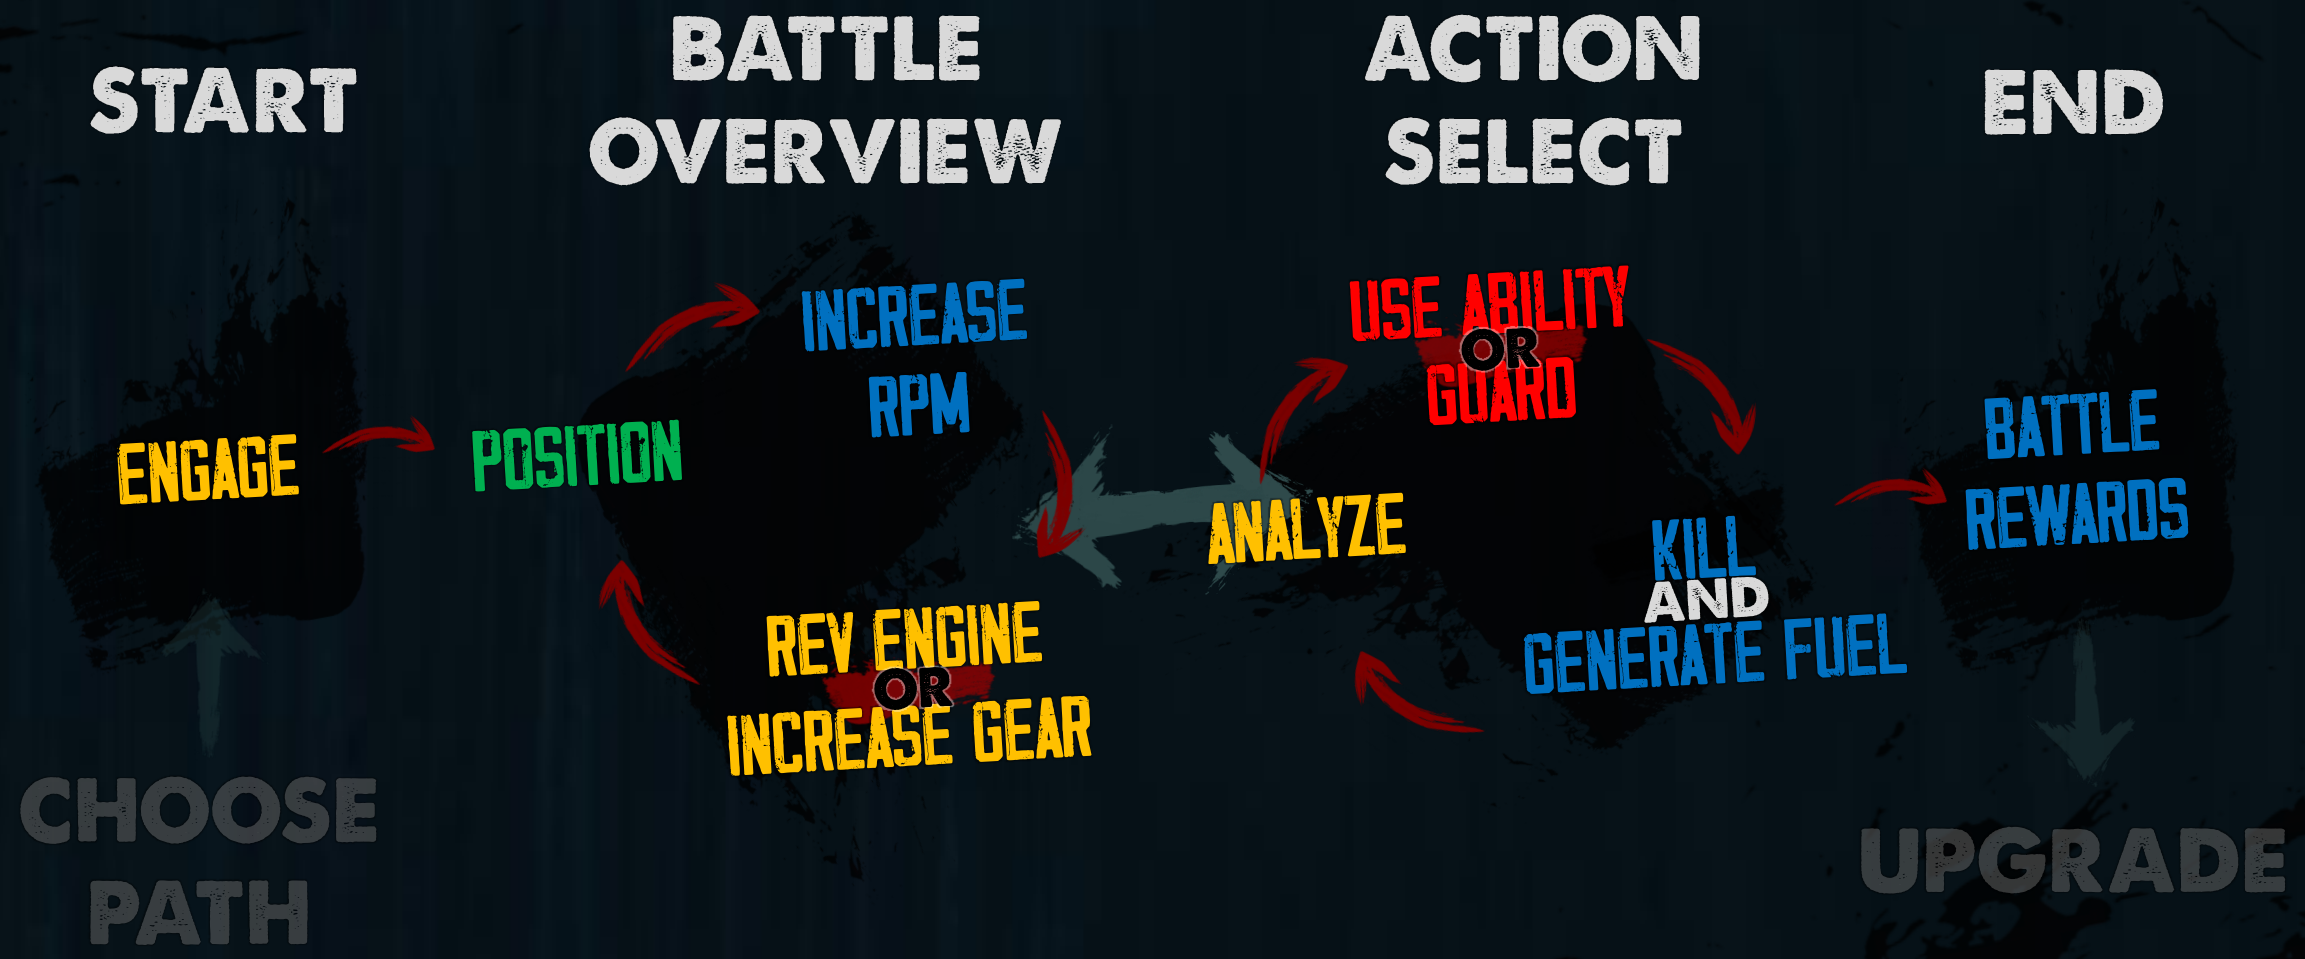 START
BATTLE
OVERVIEW
ACTION
SELECT
END
ENGAGE
POSITION
INCREASE
RPM
REV ENGINE
OR
INCREASE GEAR
ANALYZE
USE ABILITY
OR
GUARD
KILL
AND
GENERATE FUEL
BATTLE
REWARDS
CHOOSE
PATH
UPGRADE